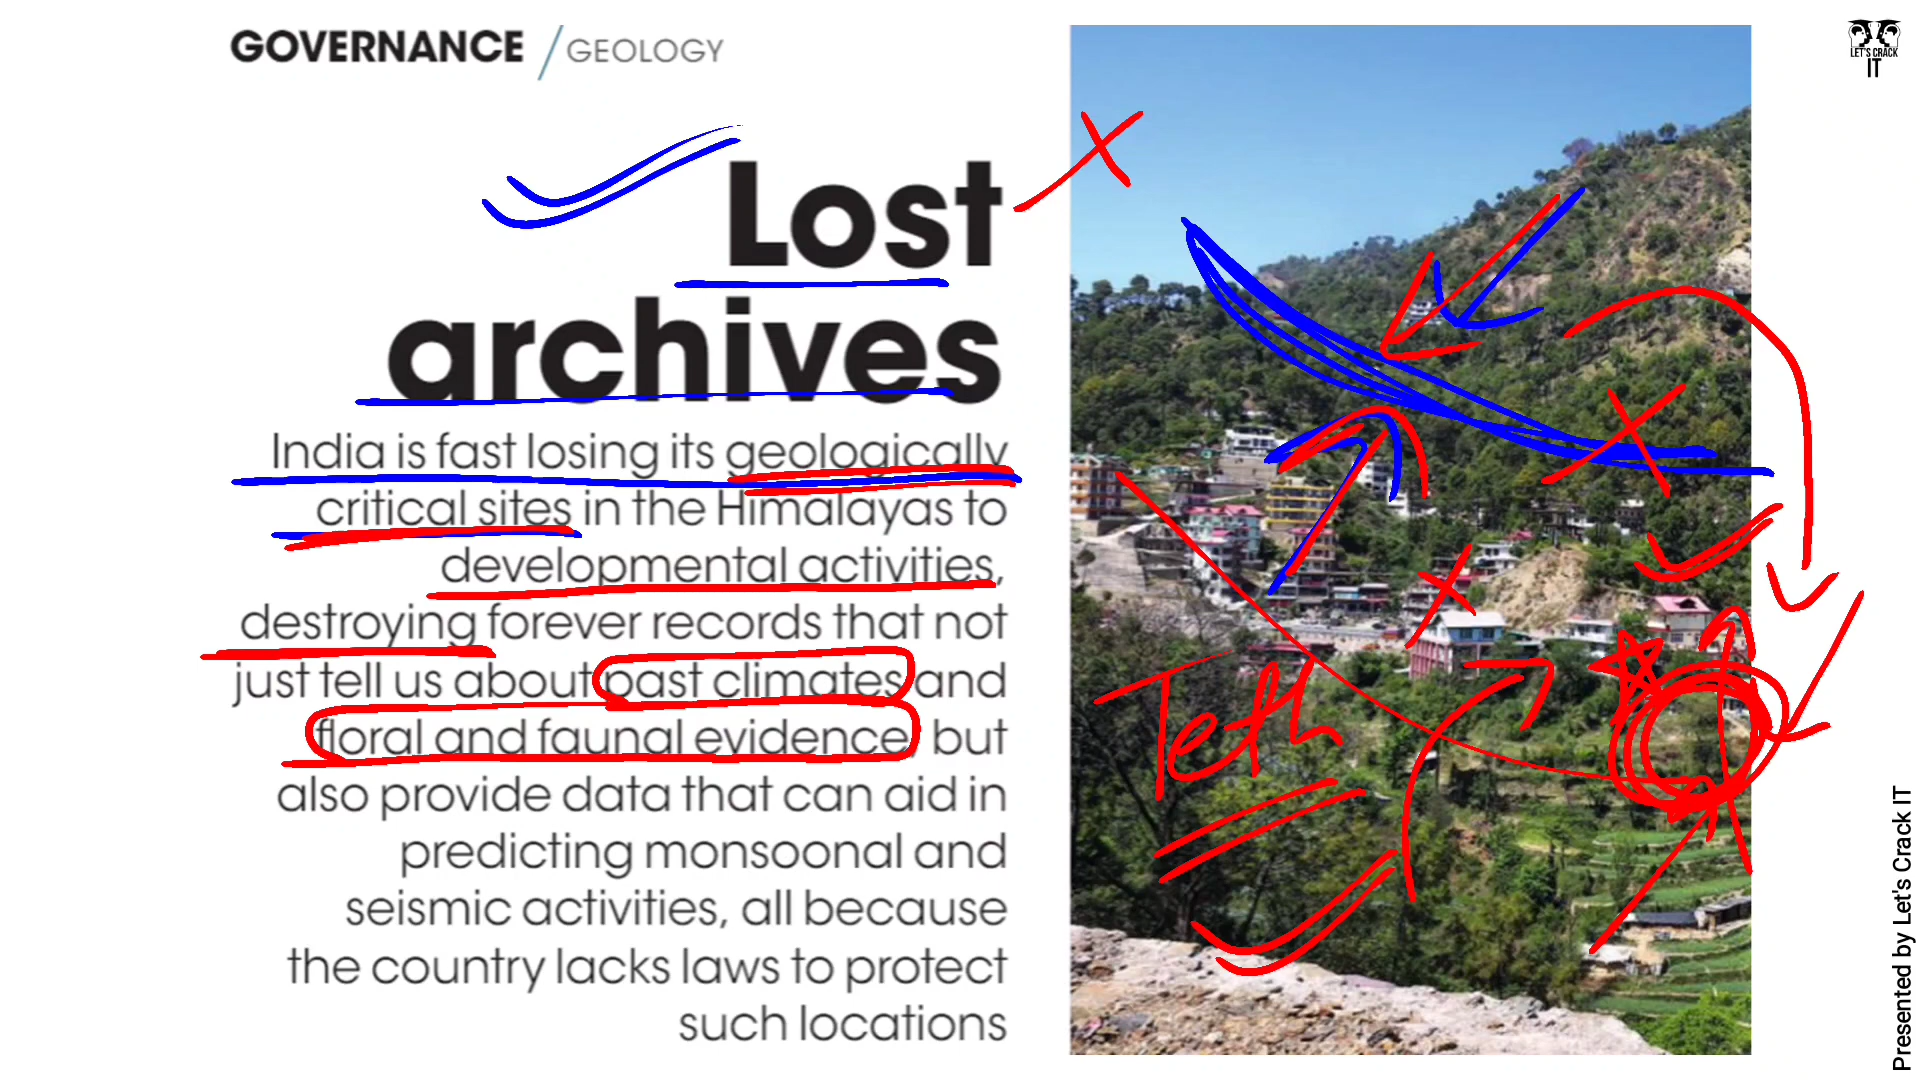 GOVERNANCE / GEOLOGY
LET'S CRACK
IT
Lost
archives
India is fast losing its geologically
critical sites in the Himalayas to
developmental activities,
destroying forever records that not
just tell us about past climates and
floral and faunal evidence, but
also provide data that can aid in
predicting monsoonal and
seismic activities, all because
the country lacks laws to protect
such locations
Teth
Presented by Let's Crack IT